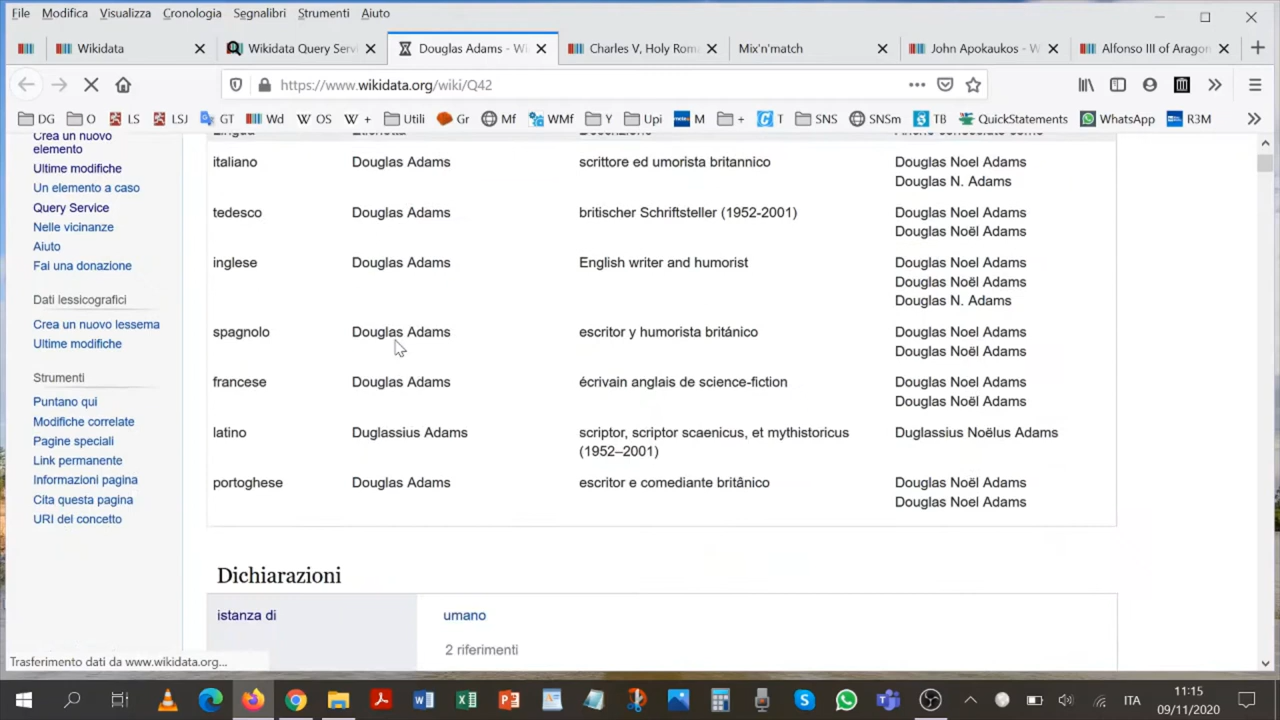 File Modifica Visualizza Cronologia Segnalibri Strumenti Aiuto
Wikidata Wikidata Query Servi Douglas Adams - Wi Charles V, Holy Rom Mix'n'match John Apokaukos - W Alfonso III of Aragon
https://www.wikidata.org/wiki/Q42
DG O LS LSJ GT Wd OS + Gr Mf WMf Y Utili Upi M + T SNS SNSm TB QuickStatements WhatsApp R3M
Crea un nuovo
elemento
Ultime modifiche
Un elemento a caso
Query Service
Nelle vicinanze
Aiuto
Fai una donazione
Dati lessicografici
Crea un nuovo lessema
Ultime modifiche
Strumenti
Puntano qui
Modifiche correlate
Pagine speciali
Link permanente
Informazioni pagina
Cita questa pagina
URI del concetto
italiano Douglas Adams scrittore ed umorista britannico Douglas Noel Adams
Douglas N. Adams
tedesco Douglas Adams britischer Schriftsteller (1952-2001) Douglas Noel Adams
Douglas Noël Adams
inglese Douglas Adams English writer and humorist Douglas Noel Adams
Douglas Noël Adams
Douglas N. Adams
spagnolo Douglas Adams escritor y humorista británico Douglas Noel Adams
Douglas Noël Adams
francese Douglas Adams écrivain anglais de science-fiction Douglas Noel Adams
Douglas Noël Adams
latino Duglassius Adams scriptor, scriptor scaenicus, et mythistoricus Duglassius Noëlus Adams
(1952–2001)
portoghese Douglas Adams escritor e comediante britânico Douglas Noël Adams
Douglas Noel Adams
Dichiarazioni
istanza di umano
2 riferimenti
Trasferimento dati da www.wikidata.org...
ITA
11:15
09/11/2020